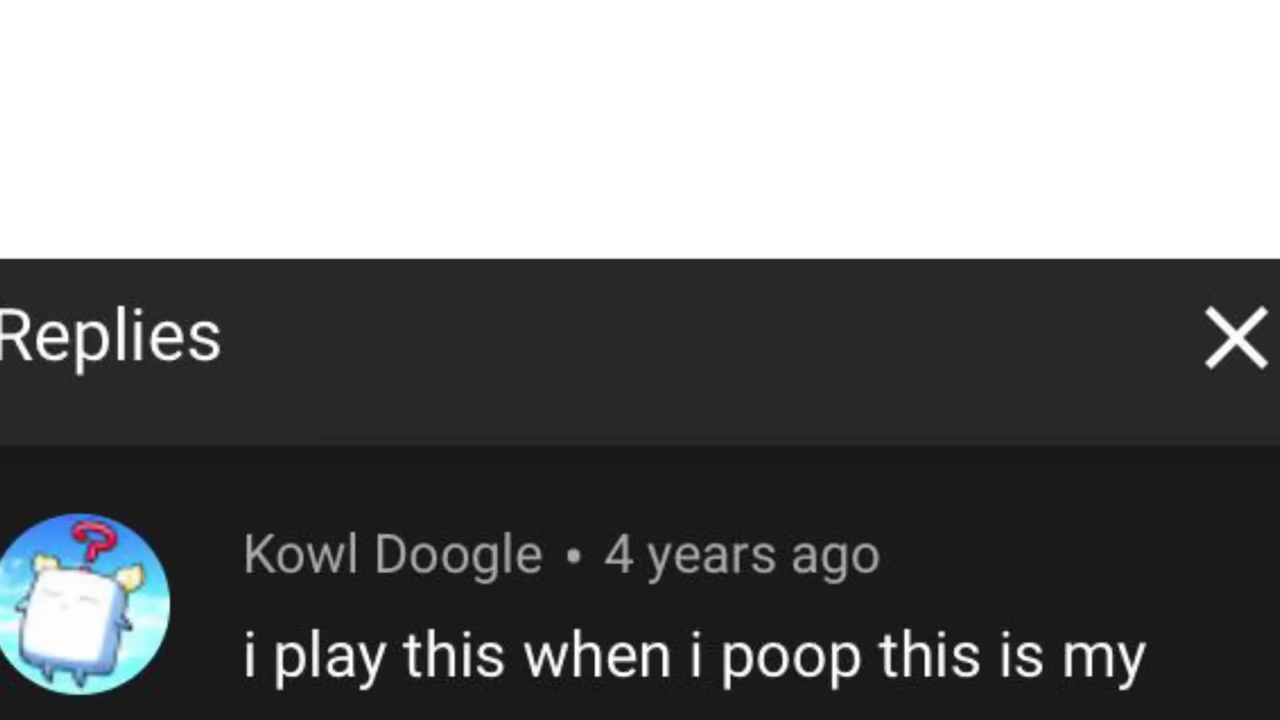 Replies
Kowl Doogle • 4 years ago
i play this when i poop this is my